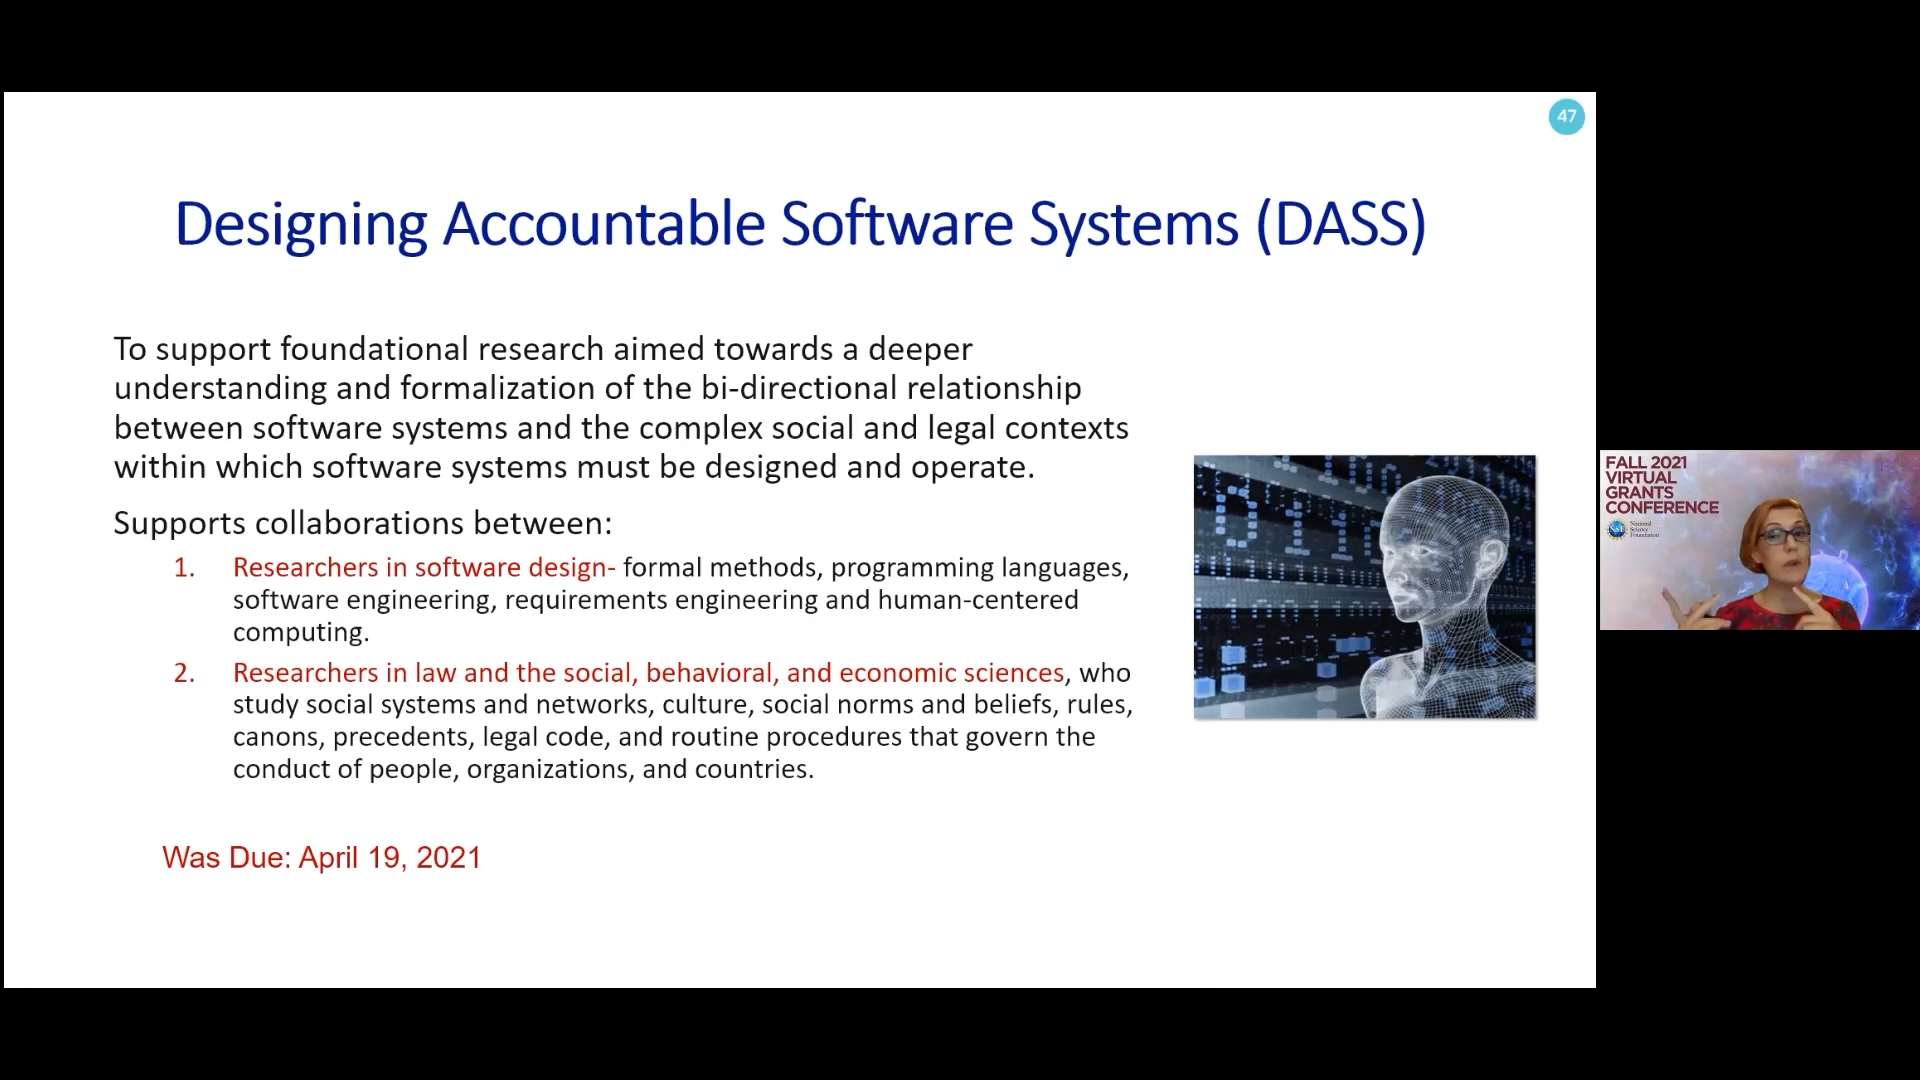 47
Designing Accountable Software Systems (DASS)
To support foundational research aimed towards a deeper
understanding and formalization of the bi-directional relationship
between software systems and the complex social and legal contexts
within which software systems must be designed and operate.
Supports collaborations between:
1. Researchers in software design- formal methods, programming languages,
software engineering, requirements engineering and human-centered
computing.
2. Researchers in law and the social, behavioral, and economic sciences, who
study social systems and networks, culture, social norms and beliefs, rules,
canons, precedents, legal code, and routine procedures that govern the
conduct of people, organizations, and countries.
Was Due: April 19, 2021
FALL 2021
VIRTUAL
GRANTS
CONFERENCE
NSF
National
Science
Foundation